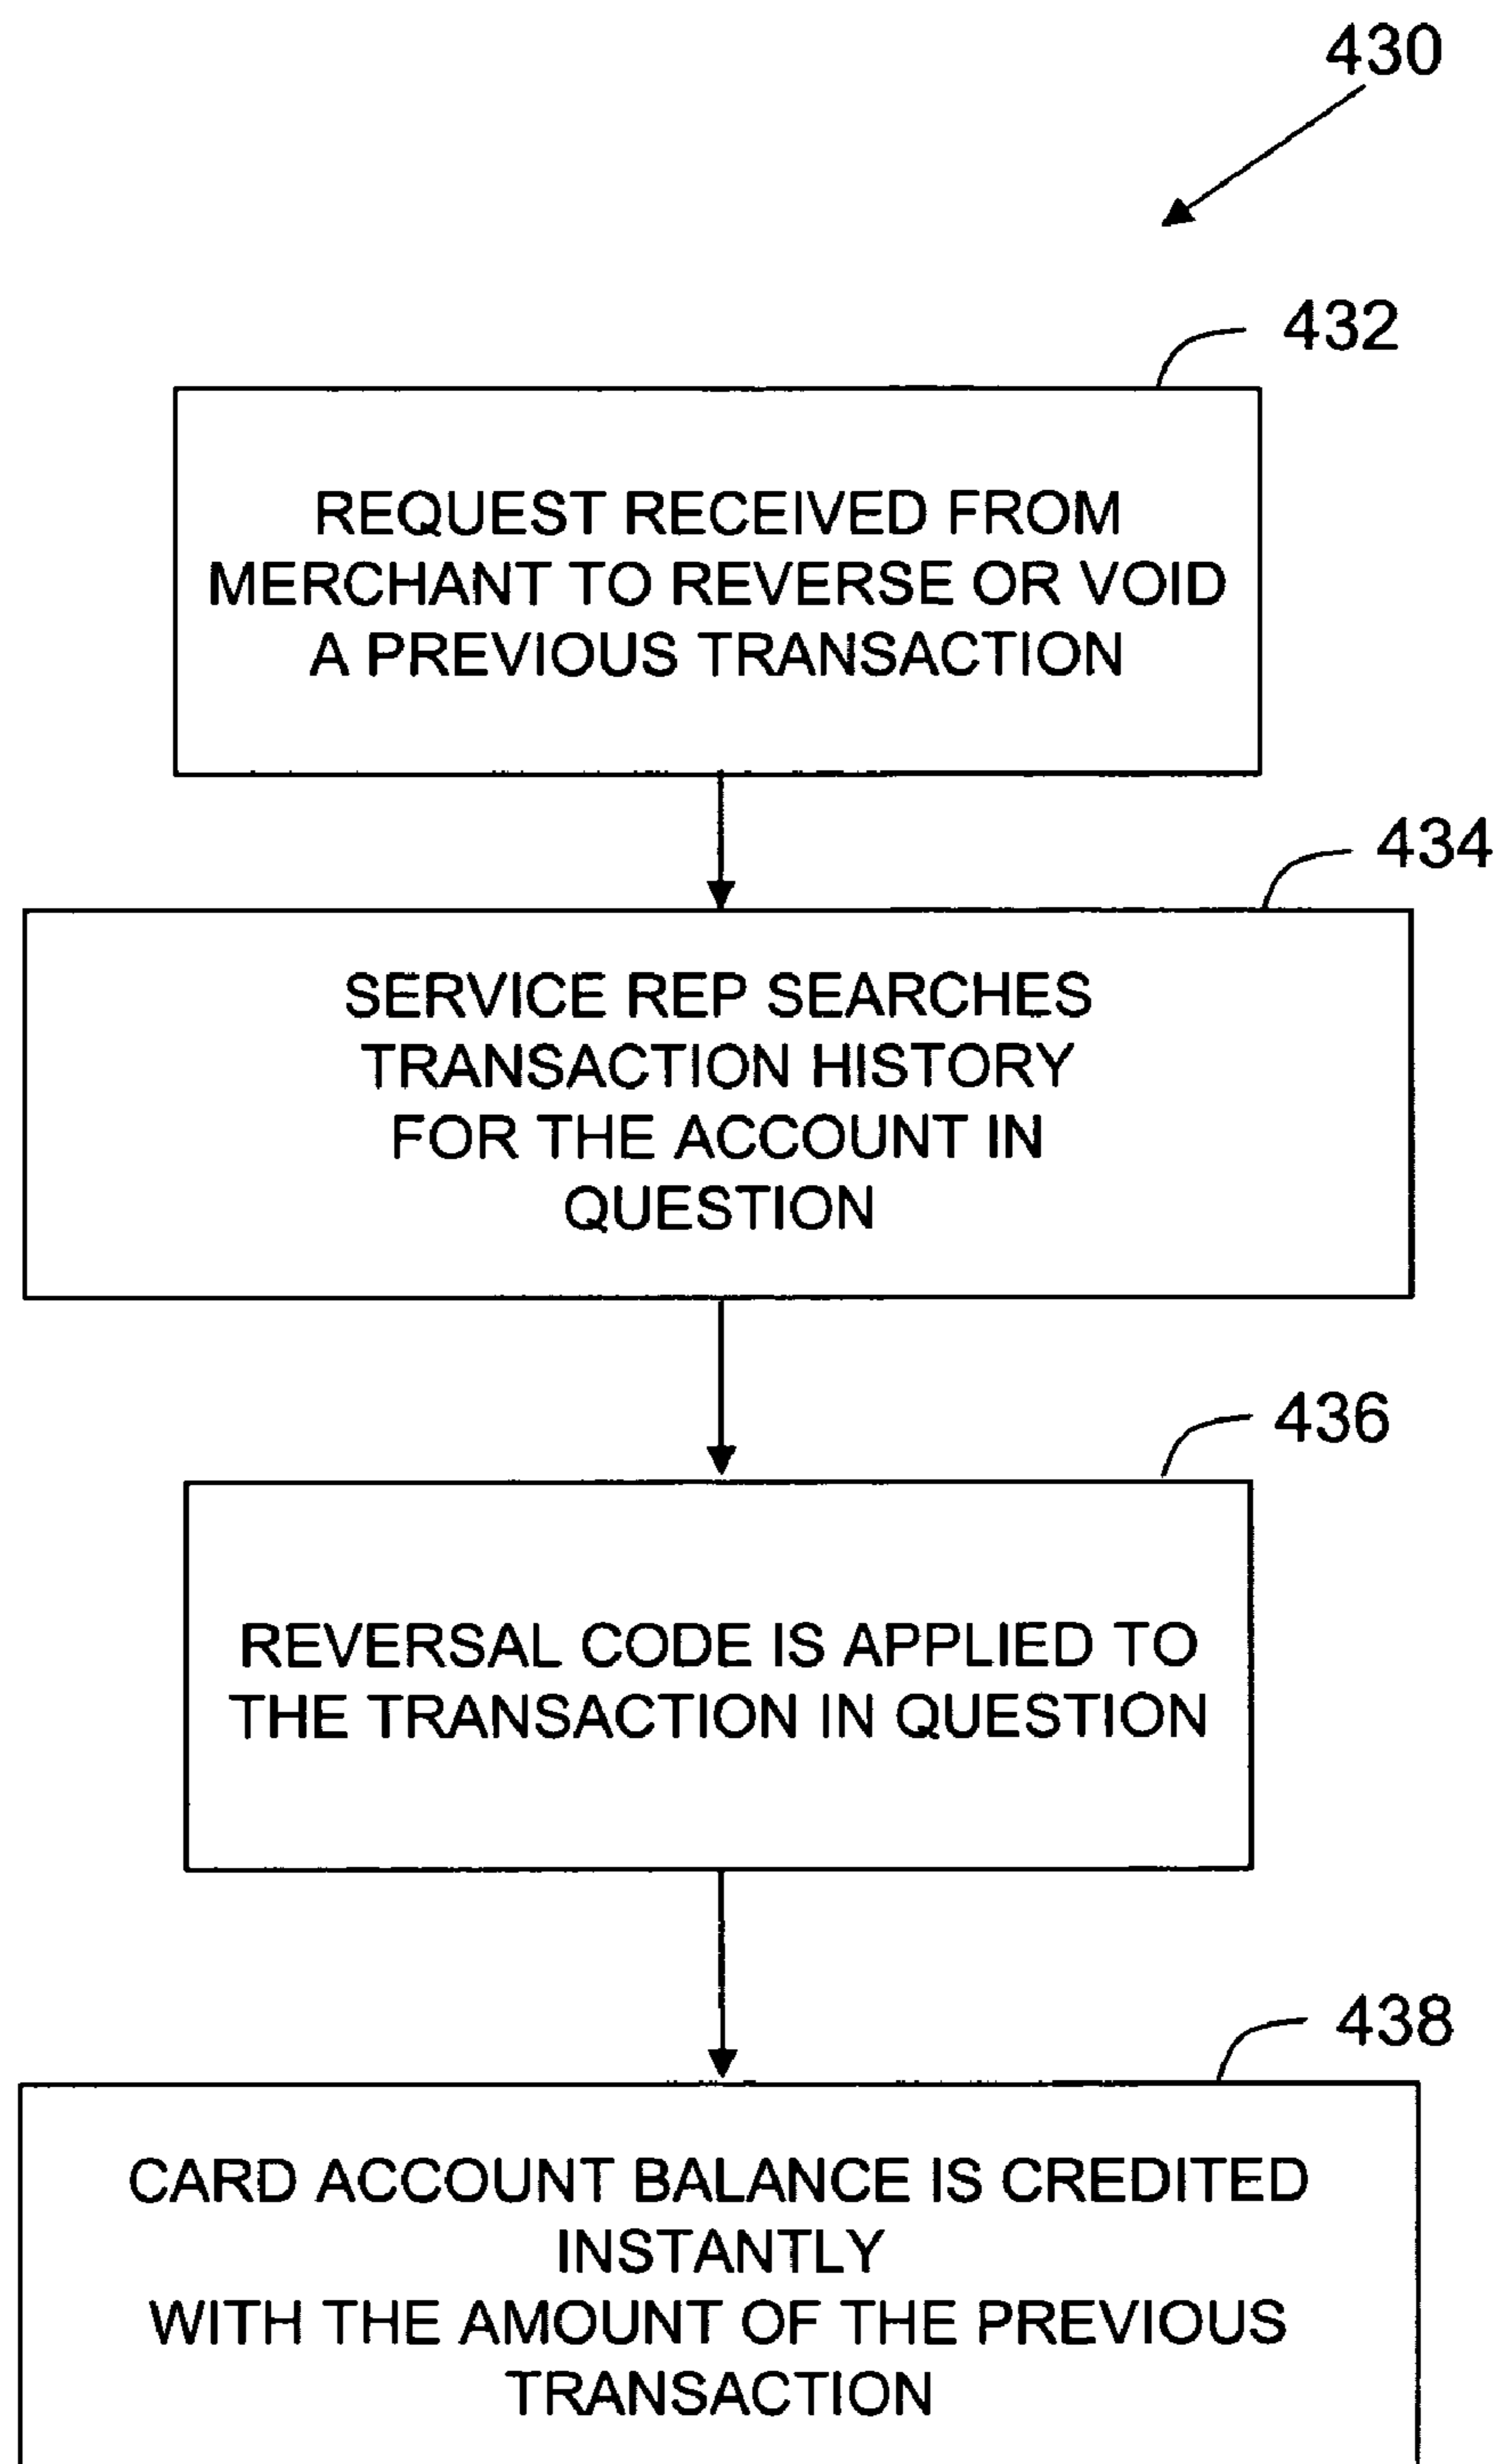 430
432
REQUEST RECEIVED FROM
MERCHANT TO REVERSE OR VOID
A PREVIOUS TRANSACTION
434
SERVICE REP SEARCHES
TRANSACTION HISTORY
FOR THE ACCOUNT IN
QUESTION
436
REVERSAL CODE IS APPLIED TO
THE TRANSACTION IN QUESTION
438
CARD ACCOUNT BALANCE IS CREDITED
INSTANTLY
WITH THE AMOUNT OF THE PREVIOUS
TRANSACTION